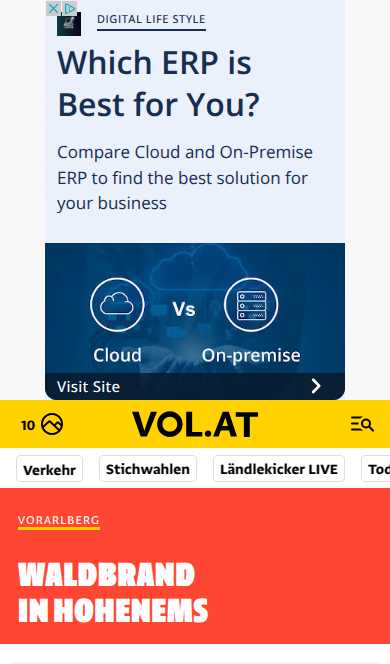 DIGITAL LIFE STYLE
Which ERP is
Best for You?
Compare Cloud and On-Premise
ERP to find the best solution for
your business
Vs
Cloud
On-premise
Visit Site
10
VOL.AT
Verkehr
Stichwahlen
Ländlekicker LIVE
Tod
VORARLBERG
WALDBRAND
IN HOHENEMS